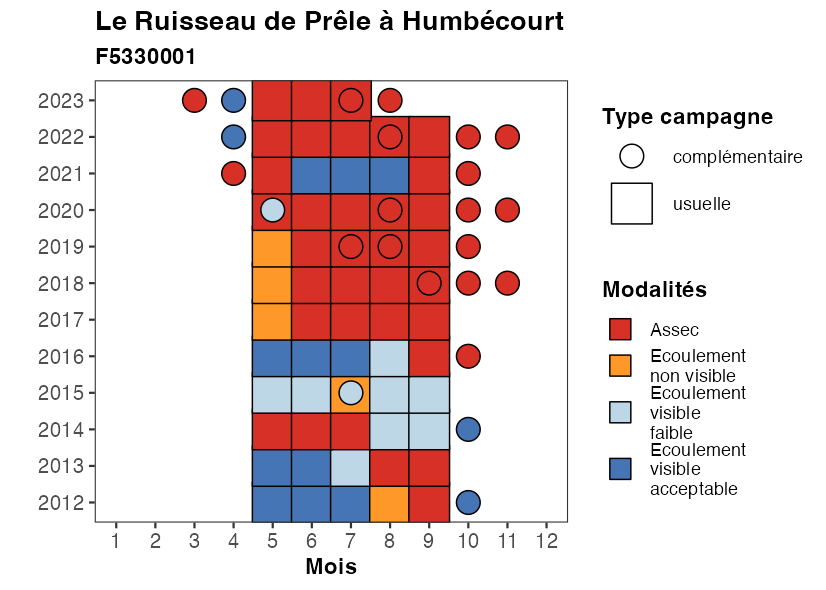 Le Ruisseau de Prêle à Humbécourt
F5330001
2023
2022
2021
2020
2019
2018
2017
2016
2015
2014
2013
2012
1 2 3 4 5 6 7 8 9 10 11 12
Mois
Type campagne
complémentaire
usuelle
Modalités
Assec
Ecoulement
non visible
Ecoulement
visible
faible
Ecoulement
visible
acceptable